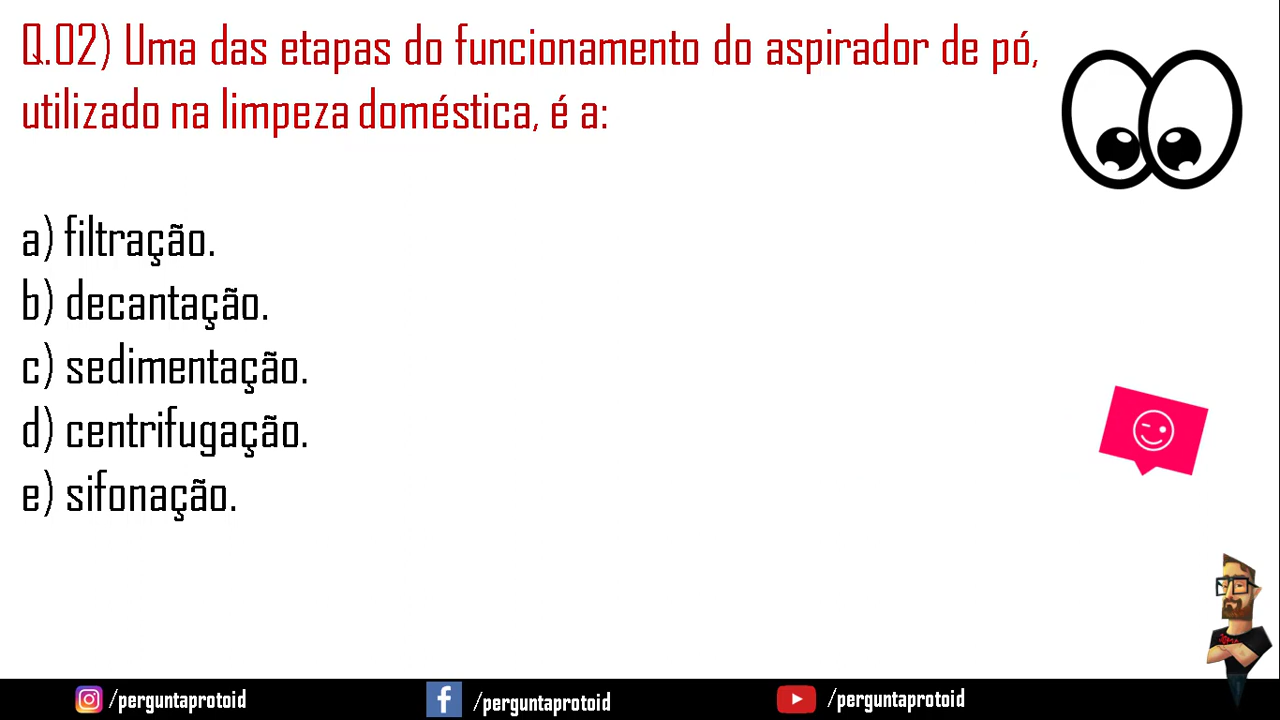 Q.02) Uma das etapas do funcionamento do aspirador de pó,
utilizado na limpeza doméstica, é a:
a) filtração.
b) decantação.
c) sedimentação.
d) centrifugação.
e) sifonação.
/perguntaprotoid
/perguntaprotoid
/perguntaprotoid